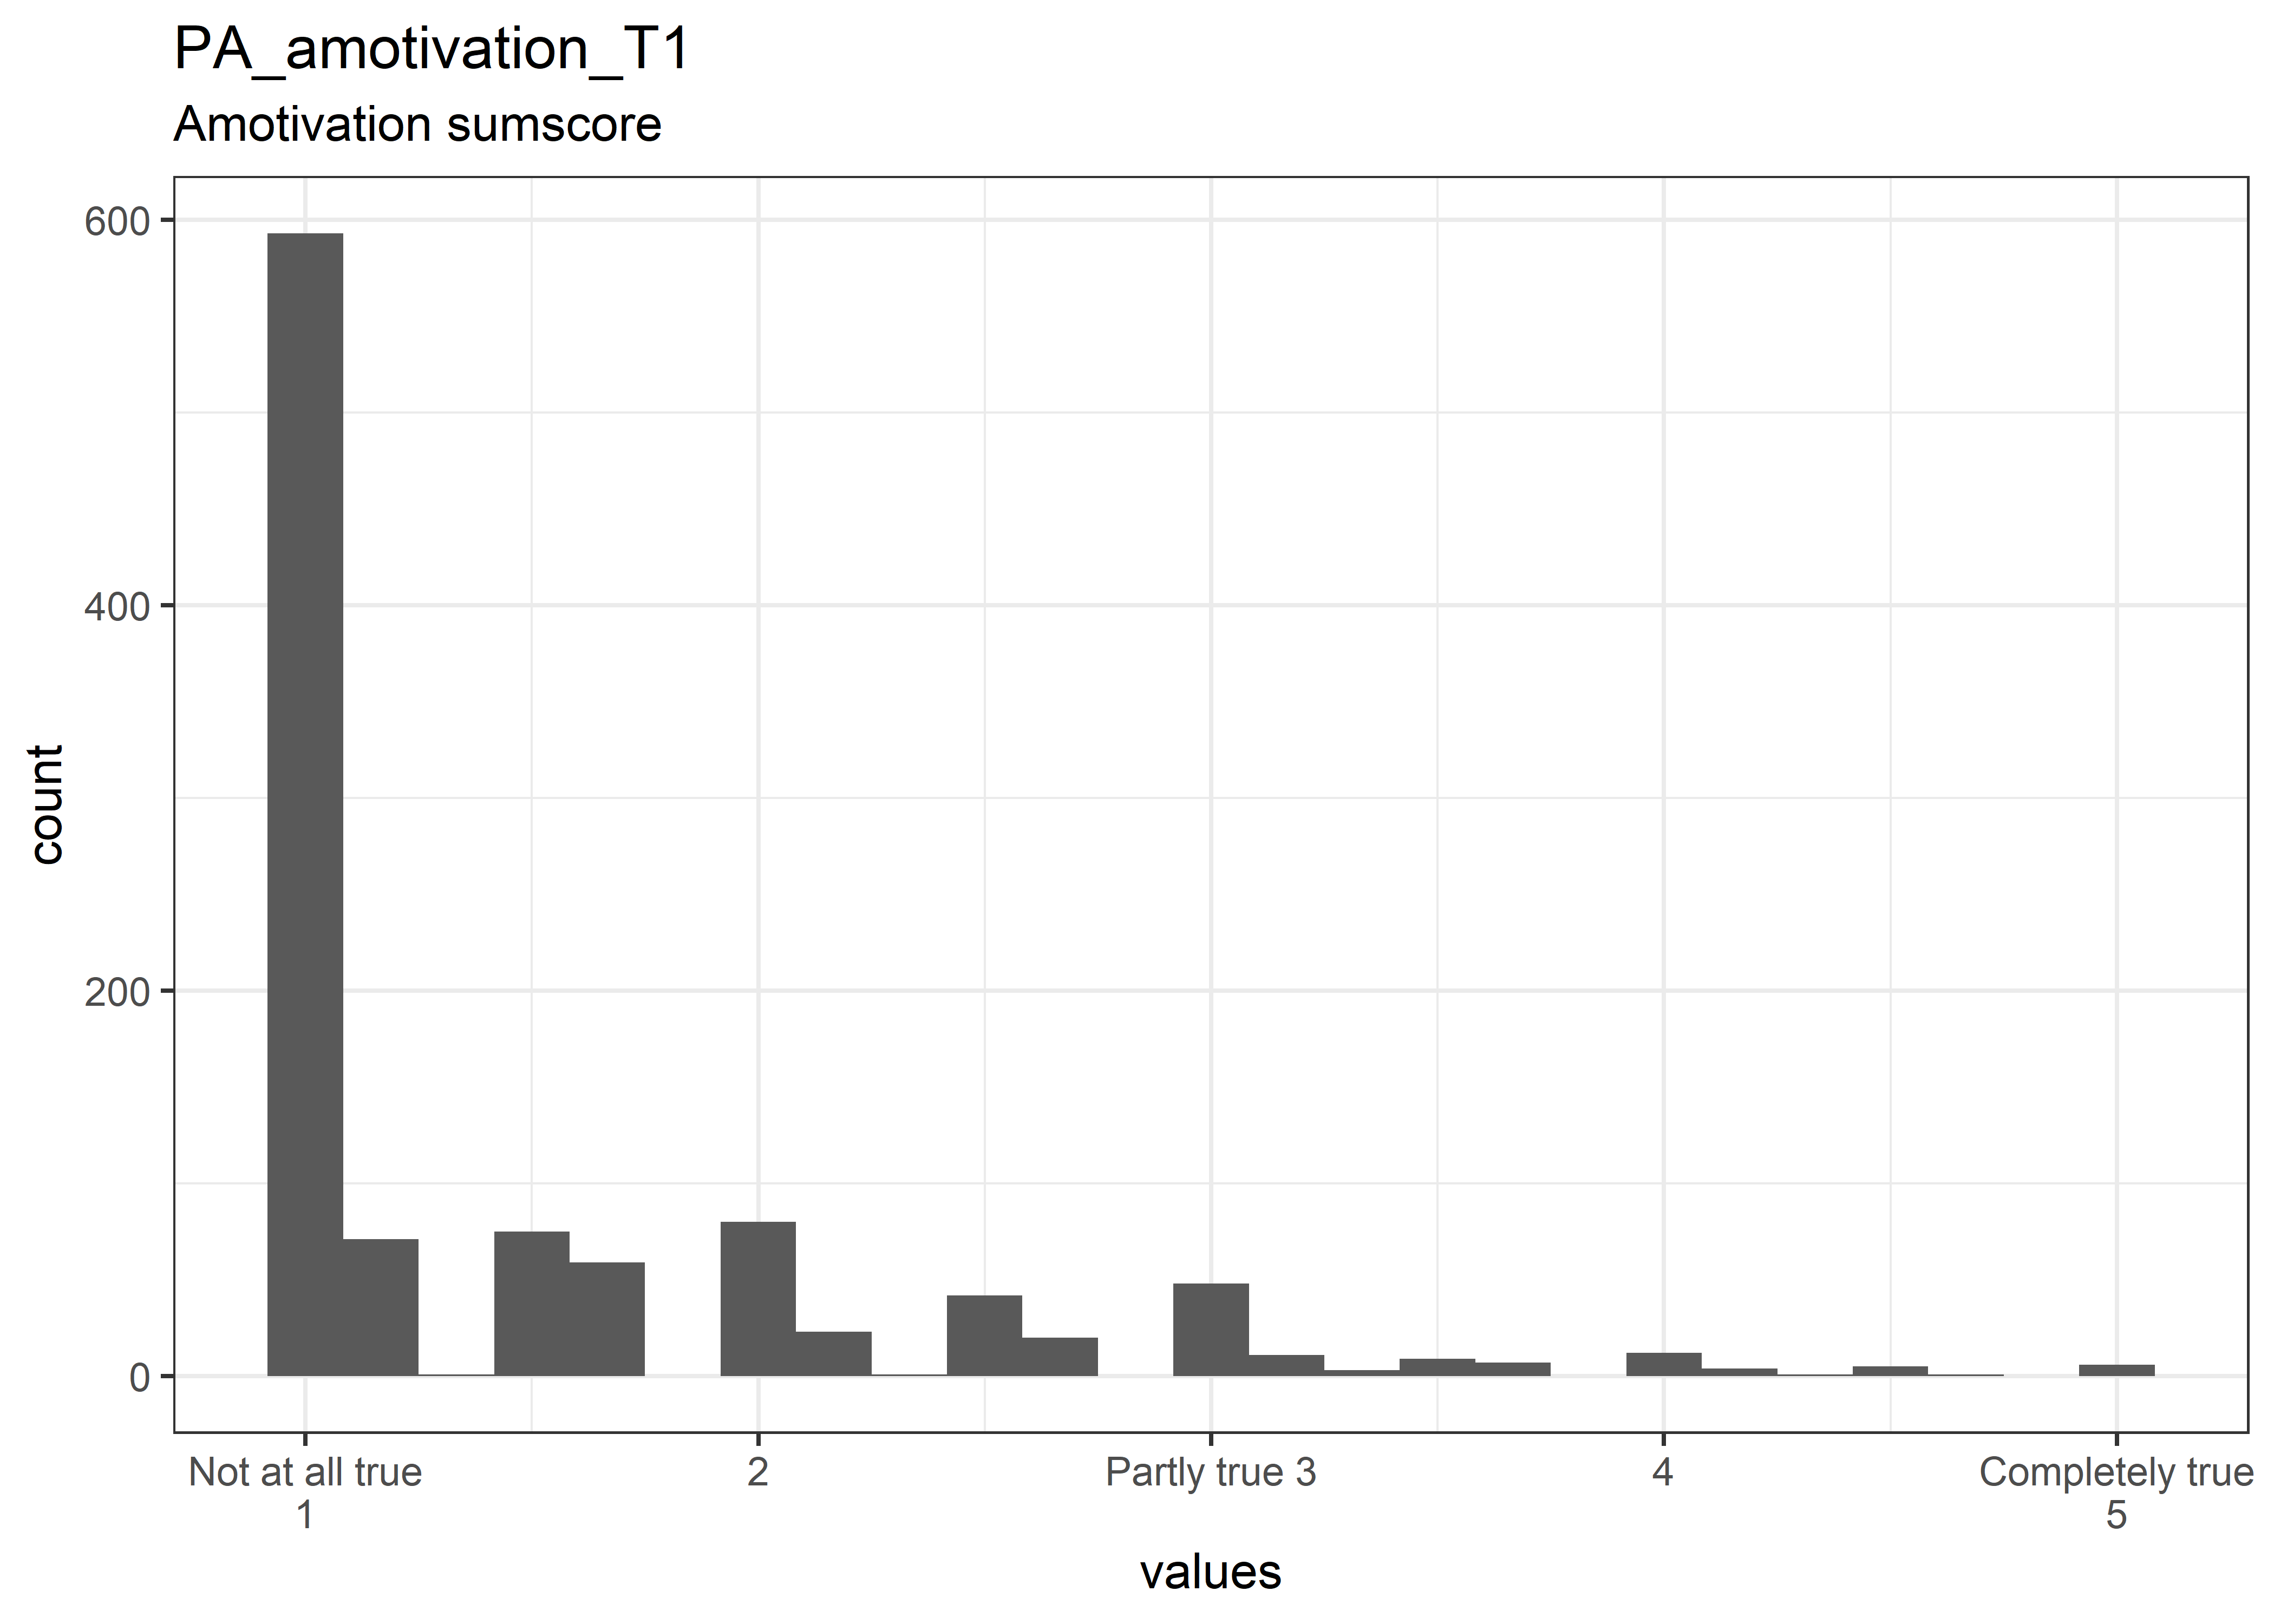 PA_amotivation_T1
Amotivation sumscore
600
400
200
0
count
Not at all true
1
2
Partly true 3
4
Completely true
5
values